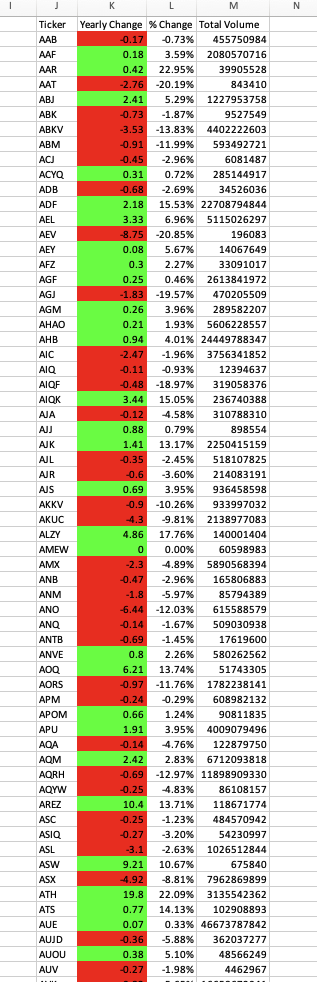 I J K L M N
Ticker Yearly Change % Change Total Volume
AAB -0.17 -0.73% 455750984
AAF 0.18 3.59% 2080570716
AAR 0.42 22.95% 39905528
AAT -2.76 -20.19% 843410
ABJ 2.41 5.29% 1227953758
ABK -0.73 -1.87% 9527549
ABKV -3.53 -13.83% 4402222603
ABM -0.91 -11.99% 593492721
ACJ -0.45 -2.96% 6081487
ACYQ 0.31 0.72% 285144917
ADB -0.68 -2.69% 34526036
ADF 2.18 15.53% 22708794844
AEL 3.33 6.96% 5115026297
AEV -8.75 -20.85% 196083
AEY 0.08 5.67% 14067649
AFZ 0.3 2.27% 33091017
AGF 0.25 0.46% 2613841972
AGJ -1.83 -19.57% 470205509
AGM 0.26 3.96% 289582207
AHAO 0.21 1.93% 5606228557
AHB 0.94 4.01% 24449788347
AIC -2.47 -1.96% 3756341852
AIQ -0.11 -0.93% 12394637
AIQF -0.48 -18.97% 319058376
AIQK 3.44 15.05% 236740388
AJA -0.12 -4.58% 310788310
AJJ 0.88 0.79% 898554
AJK 1.41 13.17% 2250415159
AJL -0.35 -2.45% 518107825
AJR -0.6 -3.60% 214083191
AJS 0.69 3.95% 936458598
AKKV -0.9 -10.26% 933997032
AKUC -4.3 -9.81% 2138977083
ALZY 4.86 17.76% 140001404
AMEW 0 0.00% 60598983
AMX -2.3 -4.89% 5890568394
ANB -0.47 -2.96% 165806883
ANM -1.8 -5.97% 85794389
ANO -6.44 -12.03% 615588579
ANQ -0.14 -1.67% 509030938
ANTB -0.69 -1.45% 17619600
ANVE 0.8 2.26% 580262562
AOQ 6.21 13.74% 51743305
AORS -0.97 -11.76% 1782238141
APM -0.24 -0.29% 608982132
APOM 0.66 1.24% 90811835
APU 1.91 3.95% 4009079496
AQA -0.14 -4.76% 122879750
AQM 2.42 2.83% 6712093818
AQRH -0.69 -12.97% 11898909330
AQYW -0.25 -4.83% 86108157
AREZ 10.4 13.71% 118671774
ASC -0.25 -1.23% 484570942
ASIQ -0.27 -3.20% 54230997
ASL -3.1 -2.63% 1026512844
ASW 9.21 10.67% 675840
ASX -4.92 -8.81% 7962869899
ATH 19.8 22.09% 3135542362
ATS 0.77 14.13% 102908893
AUE 0.07 0.33% 46673787842
AUJD -0.36 -5.88% 362037277
AUOU 0.38 5.10% 48566249
AUV -0.27 -1.98% 4462967